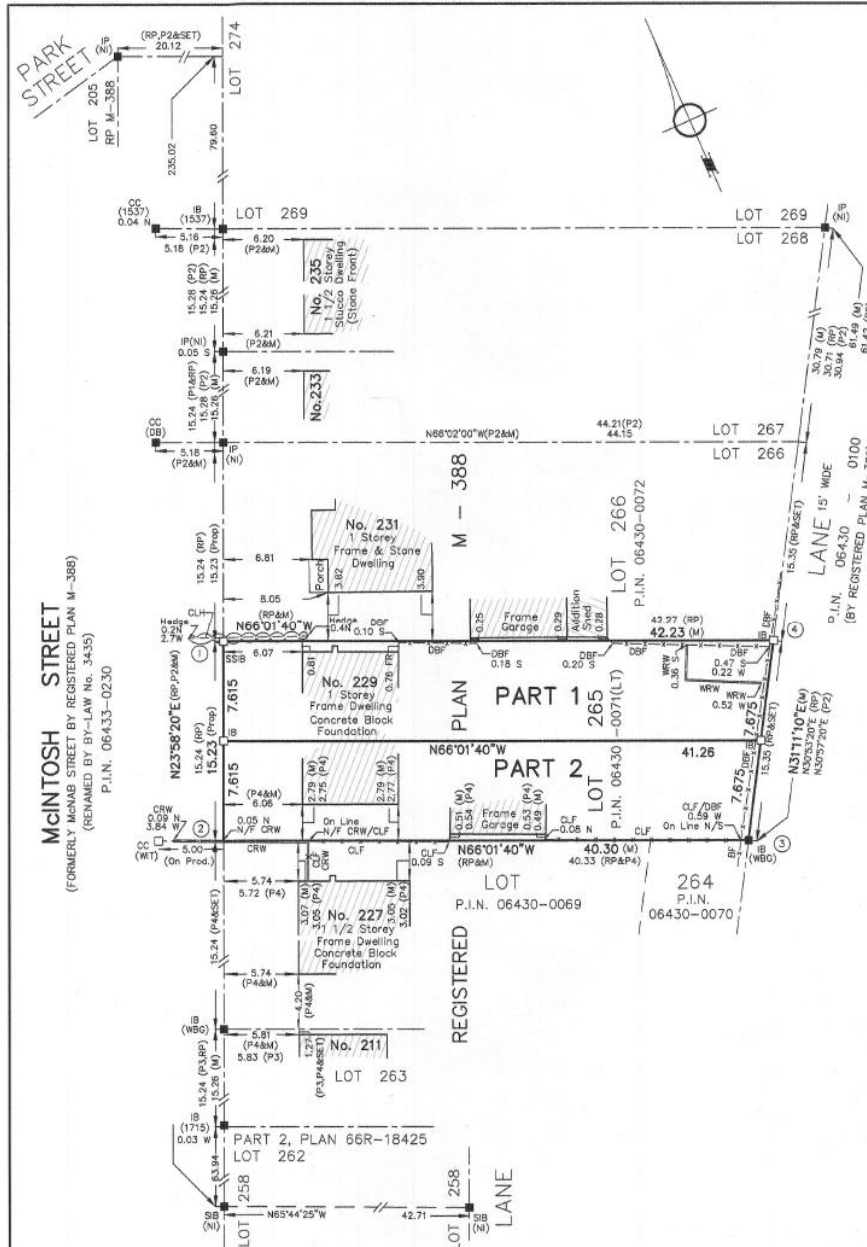 (RP,P2&SET)
20.12
IP
(NI)
PARK
STREET
LOT 205
RP M-388
235.02
79.60
LOT 274
CC
(1537)
0.04 N
IB
(1537)
LOT 269
LOT 269
LOT 268
IP
(NI)
5.16
5.18 (P2)
6.20
(P2&M)
No. 235
1 1/2 Storey
Stucco Dwelling
(Stone Front)
15.28 (P2)
15.24 (RP)
15.26 (M)
6.21
(P2&M)
IP(NI)
0.05 S
6.19
(P2&M)
No.233
15.24 (P1&RP)
15.28 (P2)
15.26 (M)
30.79 (M)
30.71 (RP)
30.94 (P2)
61.49 (M)
CC
(OB)
5.18
(P2&M)
IP
(NI)
N66°02'00"W(P2&M)
44.21(P2)
44.15
LOT 267
LOT 266
McINTOSH STREET
(FORMERLY McNAB STREET BY REGISTERED PLAN M-388)
(RENAMED BY BY-LAW No. 3435)
P.I.N. 06433-0230
15.24 (RP)
15.23 (Prop)
6.81
8.05
(RP&M)
Porch
No. 231
1 Storey
Frame & Stone
Dwelling
3.82
3.90
M - 388
LOT 266
P.I.N. 06430-0072
LANE 15' WIDE
P.I.N. 06430 - 0100
(BY REGISTERED PLAN M-
15.35 (RP&SET)
CLH
Hedge
0.2N
2.7W
N66°01'40"W
Hedge
0.4N
DBF
0.10 S
0.25
Frame
Garage
0.29
Addition
Shed
0.28
42.27 (RP)
42.23 (M)
IB
DBF
4
1
SSIB
6.07
0.81
0.76 FR
DBF
DBF
0.18 S
0.20 S
DBF
WRW
0.36 S
DBF
0.47 S
0.22 W
WRW
0.52 W
WRW
No. 229
1 Storey
Frame Dwelling
Concrete Block
Foundation
PLAN
PART 1
LOT 265
P.I.N. 06430-0071(LT)
7.615
7.675
15.35 (RP&SET)
N23°58'20"E (RP,P2&M)
15.24 (RP)
15.23 (Prop)
IB
N66°01'40"W
41.26
IB
DBF
PART 2
7.615
7.675
N31°11'10"E(M)
N30°53'20"E (RP)
N30°57'20"E (P2)
(P4&M)
6.06
2.79 (M)
2.75 (P4)
2.79 (M)
2.77 (P4)
0.51 (M)
0.54 (P4)
Frame
Garage
0.53 (P4)
0.49 (M)
CLF
0.08 N
CLF/DBF
0.59 W
On Line N/S
CRW
0.09 N
3.84 W
2
0.05 N
N/F CRW
On Line
N/F CRW/CLF
CC
(WIT)
5.00
(On Prod.)
CRW
CLF
CRW
CLF
CLF
0.09 S
N66°01'40"W
(RP&M)
40.30 (M)
40.33 (RP&P4)
CLF
BF
IB
(WBG)
3
5.74
5.72 (P4)
3.07 (M)
3.05 (P4)
3.05 (M)
3.02 (P4)
LOT 264
P.I.N. 06430-0069
P.I.N.
06430-0070
No. 227
1 1/2 Storey
Frame Dwelling
Concrete Block
Foundation
15.24 (P4&SET)
5.74
(P4&M)
4.20
(P4&M)
REGISTERED
IB
(WBG)
5.81
(P4&M)
5.83 (P3)
1.27
(P3,P4&SET)
No. 211
LOT 263
15.24 (P3,RP)
15.26 (M)
IB
(1715)
0.03 W
PART 2, PLAN 66R-18425
LOT 262
63.94
SIB
(NI)
LOT 258
N65°44'25"W
42.71
LOT 258
SIB
(NI)
LANE